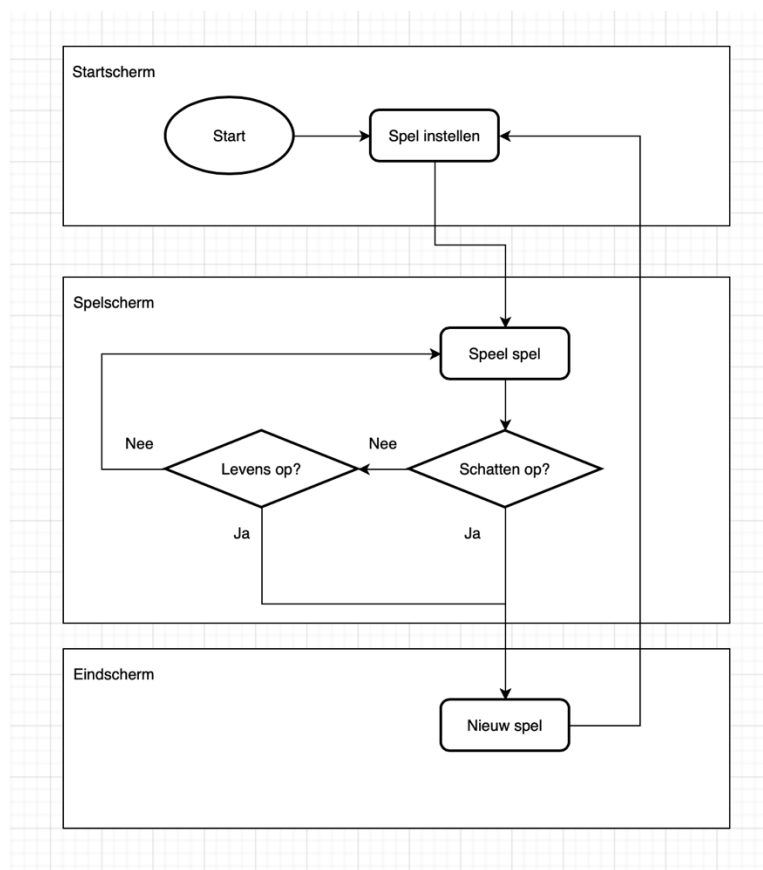 Startscherm
Start
Spel instellen
Spelscherm
Speel spel
Nee
Nee
Levens op?
Schatten op?
Ja
Ja
Eindscherm
Nieuw spel